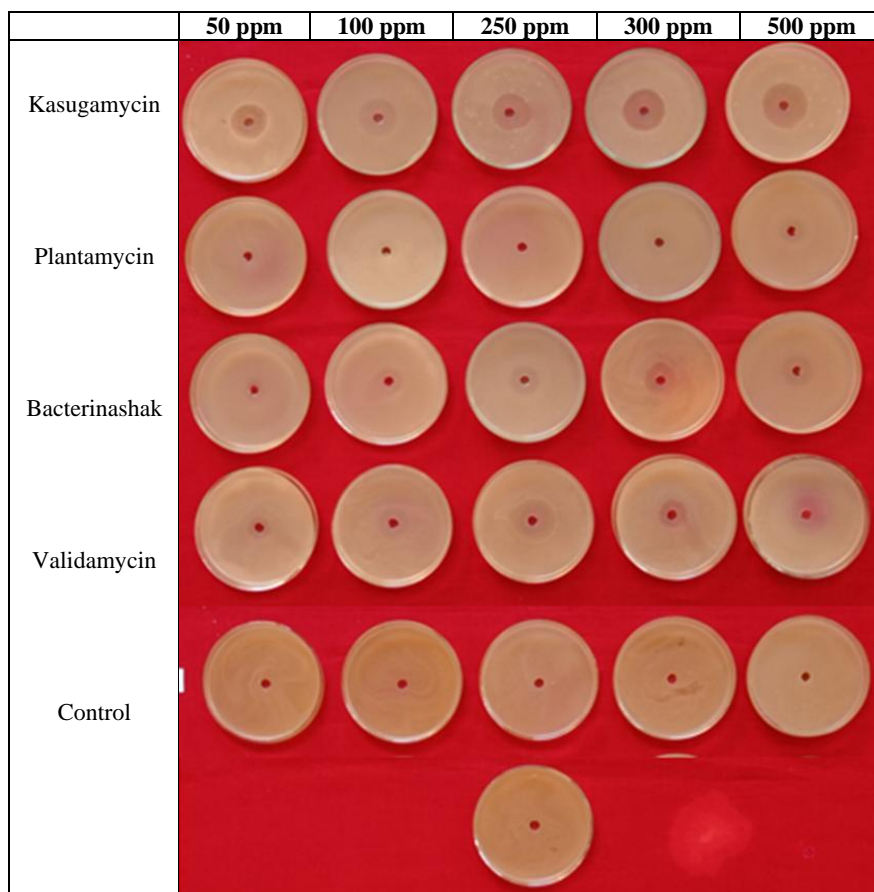 50 ppm 100 ppm 250 ppm 300 ppm 500 ppm
Kasugamycin
Plantamycin
Bacterinashak
Validamycin
Control